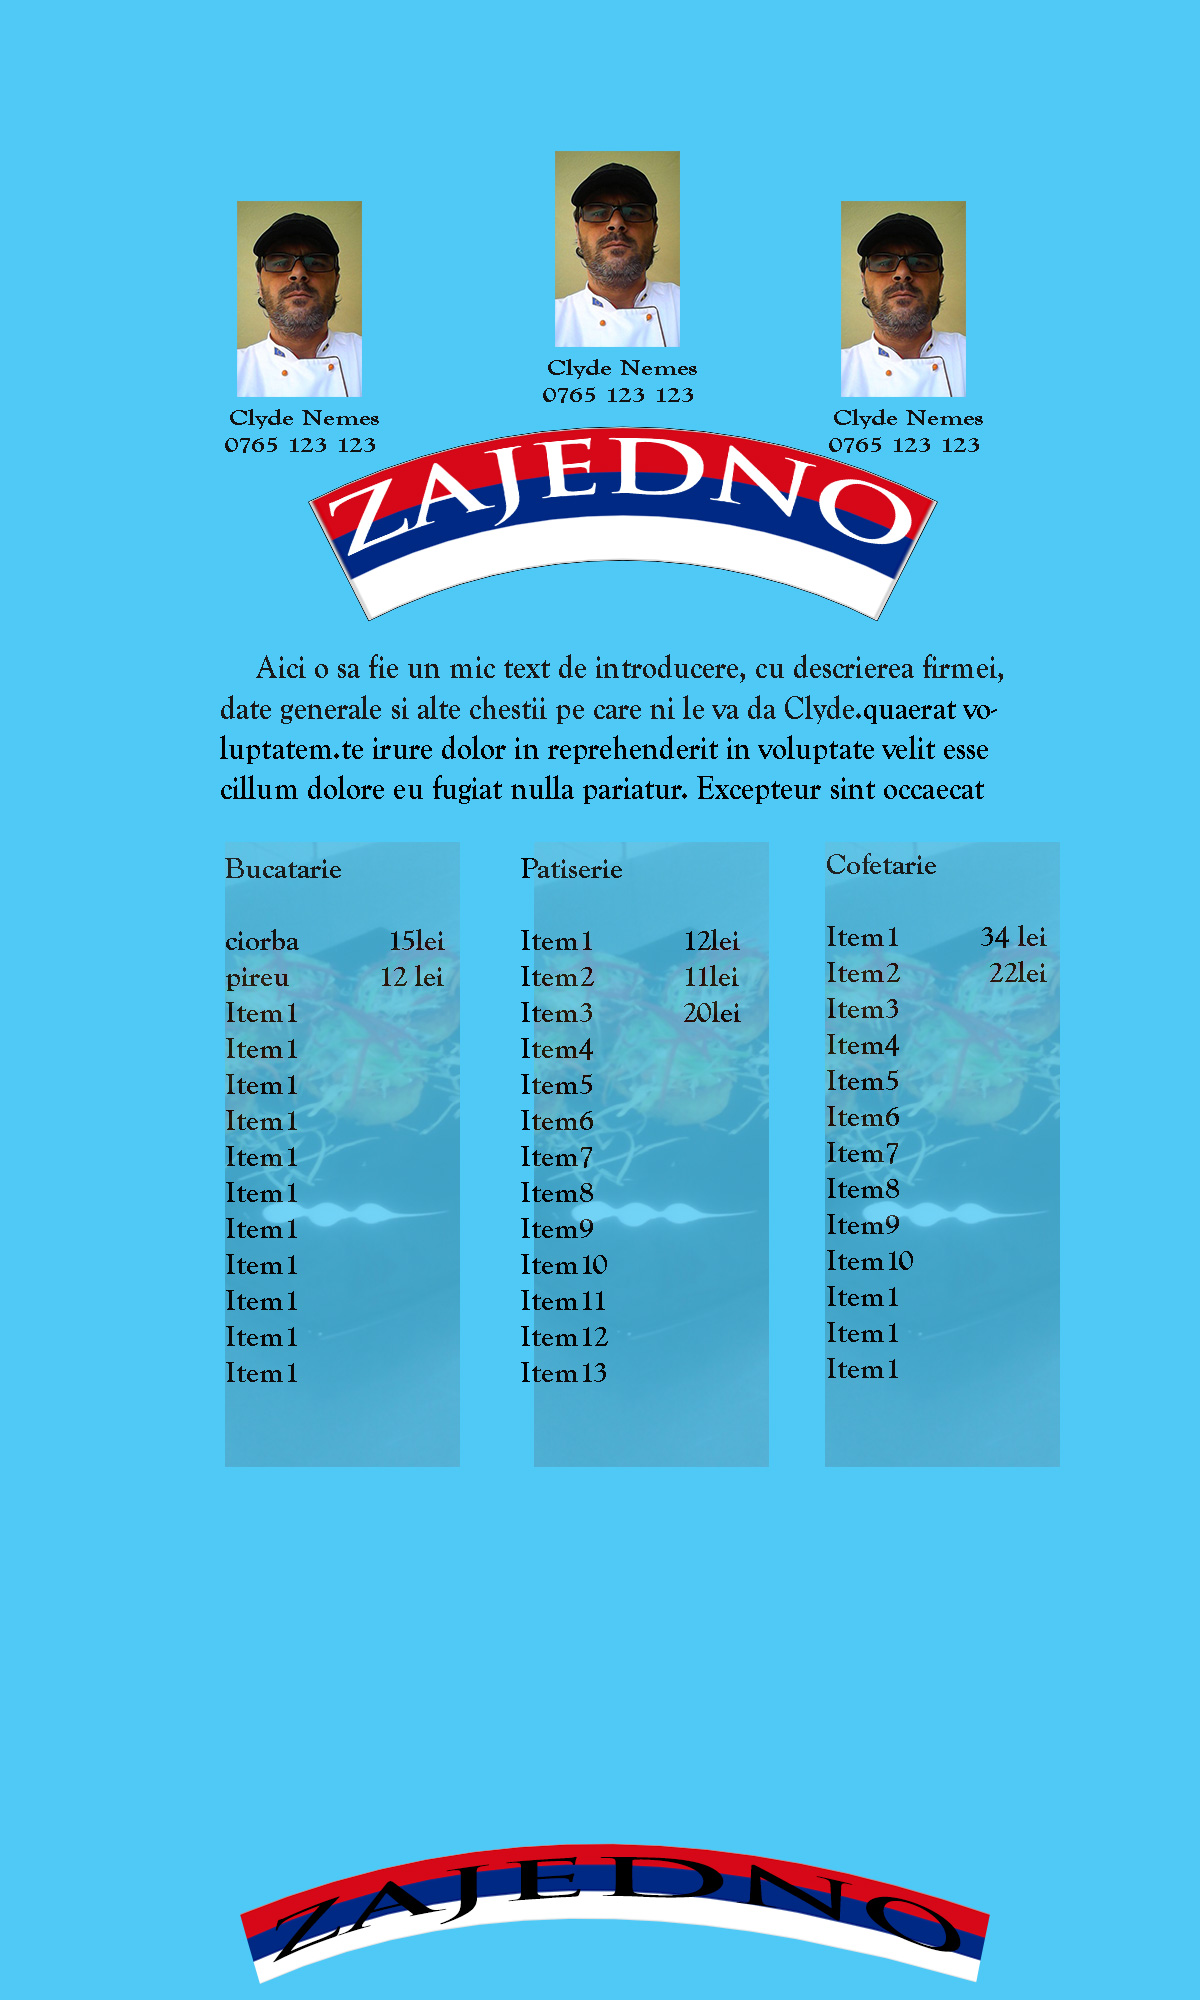 Clyde Nemes
0765 123 123
Clyde Nemes
0765 123 123
Clyde Nemes
0765 123 123
ZAJEDNO
Aici o sa fie un mic text de introducere, cu descrierea firmei,
date generale si alte chestii pe care ni le va da Clyde.quaerat vo-
luptatem.te irure dolor in reprehenderit in voluptate velit esse
cillum dolore eu fugiat nulla pariatur. Excepteur sint occaecat
Bucatarie
ciorba 15lei
pireu 12 lei
Item1
Item1
Item1
Item1
Item1
Item1
Item1
Item1
Item1
Item1
Item1
Patiserie
Item1 12lei
Item2 11lei
Item3 20lei
Item4
Item5
Item6
Item7
Item8
Item9
Item10
Item11
Item12
Item13
Cofetarie
Item1 34 lei
Item2 22lei
Item3
Item4
Item5
Item6
Item7
Item8
Item9
Item10
Item1
Item1
Item1
ZAJEDNO